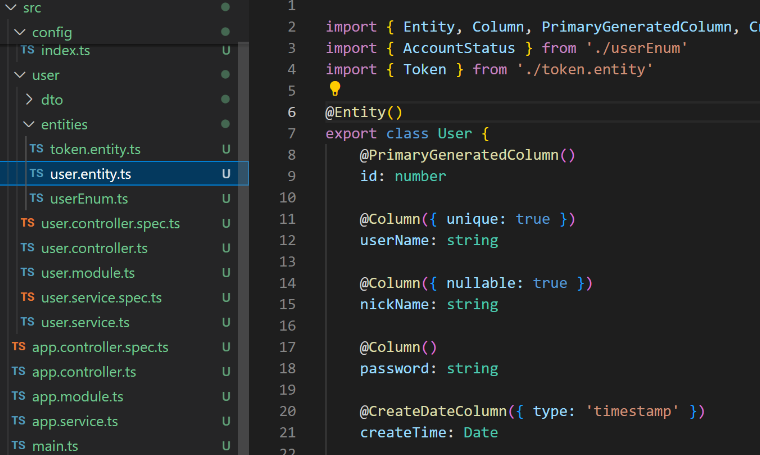 src
config
TS index.ts U
user
dto
entities
TS token.entity.ts U
TS user.entity.ts U
TS userEnum.ts U
TS user.controller.spec.ts U
TS user.controller.ts U
TS user.module.ts U
TS user.service.spec.ts U
TS user.service.ts U
TS app.controller.spec.ts U
TS app.controller.ts U
TS app.module.ts U
TS app.service.ts U
TS main.ts U
1
2 import { Entity, Column, PrimaryGeneratedColumn, C
3 import { AccountStatus } from './userEnum'
4 import { Token } from './token.entity'
5
6 @Entity()
7 export class User {
8 @PrimaryGeneratedColumn()
9 id: number
10
11 @Column({ unique: true })
12 userName: string
13
14 @Column({ nullable: true })
15 nickName: string
16
17 @Column()
18 password: string
19
20 @CreateDateColumn({ type: 'timestamp' })
21 createTime: Date
22